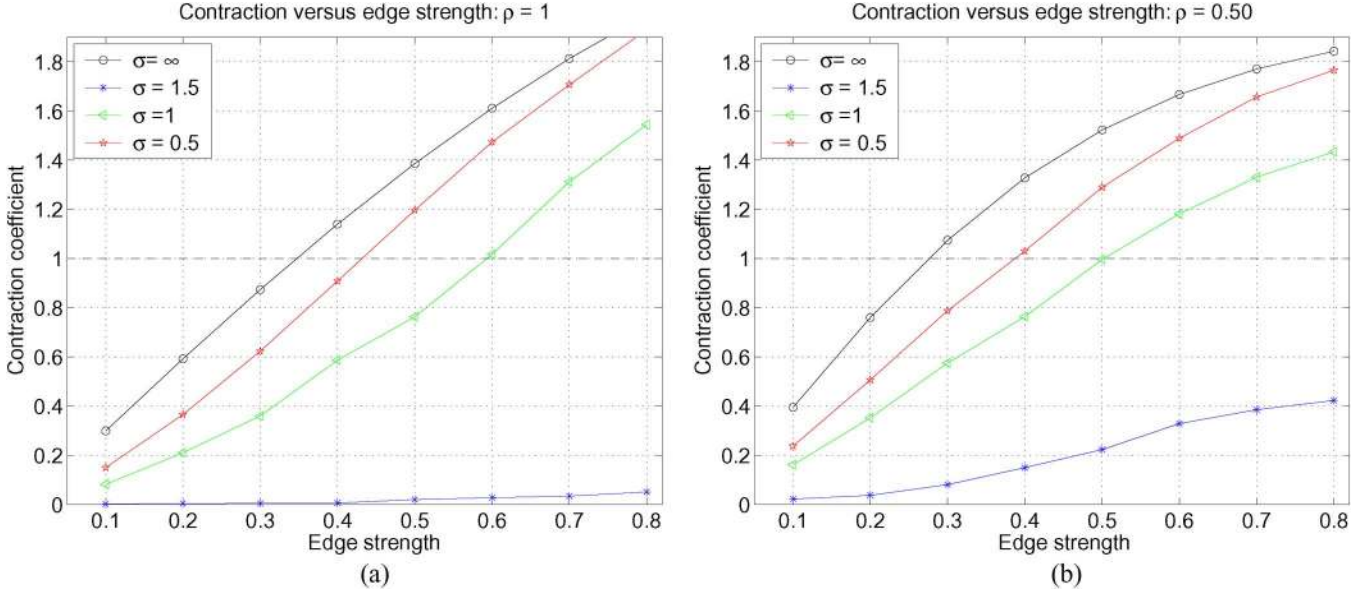 Contraction versus edge strength: ρ = 1
σ= ∞
σ = 1.5
σ =1
σ = 0.5
1.8
1.6
1.4
1.2
1
0.8
0.6
0.4
0.2
0
Contraction coefficient
0.1 0.2 0.3 0.4 0.5 0.6 0.7 0.8
Edge strength
(a)
Contraction versus edge strength: ρ = 0.50
σ= ∞
σ = 1.5
σ =1
σ = 0.5
1.8
1.6
1.4
1.2
1
0.8
0.6
0.4
0.2
0
Contraction coefficient
0.1 0.2 0.3 0.4 0.5 0.6 0.7 0.8
Edge strength
(b)